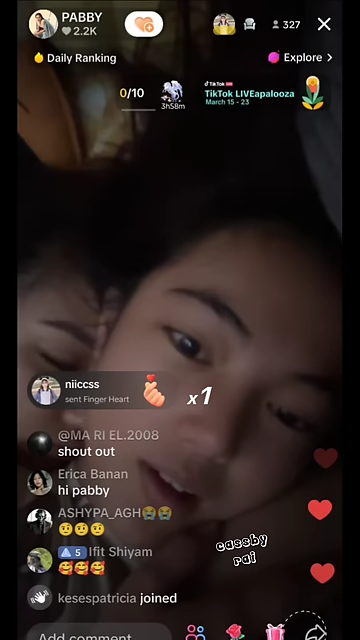 PABBY
2.2K
327
Daily Ranking
Explore >
0/10
3h58m
TikTok LIVE
TikTok LIVEapalooza
March 15 - 23
niiccss
sent Finger Heart
x1
@MA RI EL.2008
shout out
Erica Banan
hi pabby
ASHYPA_AGH😭😭
🤨🤨🤨
5 Ifit Shiyam
🥰🥰🥰
cassby
rai
kesespatricia joined
Add comment...